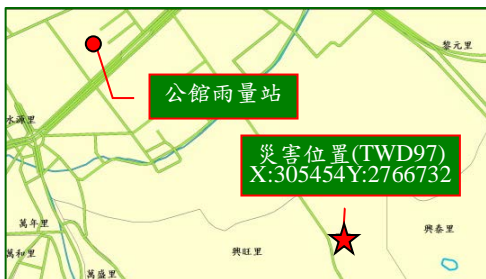 黎元里
公館雨量站
水源里
災害位置(TWD97)
X:305454Y:2766732
萬年里
興旺里
興泰里
萬和里
萬盛里